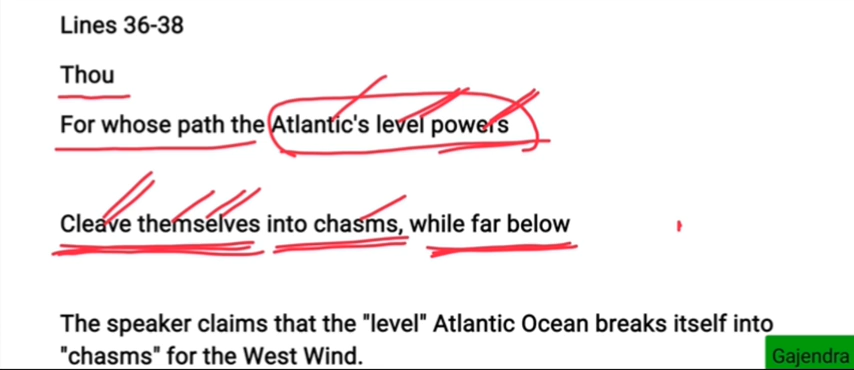 Lines 36-38
Thou
For whose path the Atlantic's level powers
Cleave themselves into chasms, while far below
The speaker claims that the "level" Atlantic Ocean breaks itself into
"chasms" for the West Wind.
Gajendra